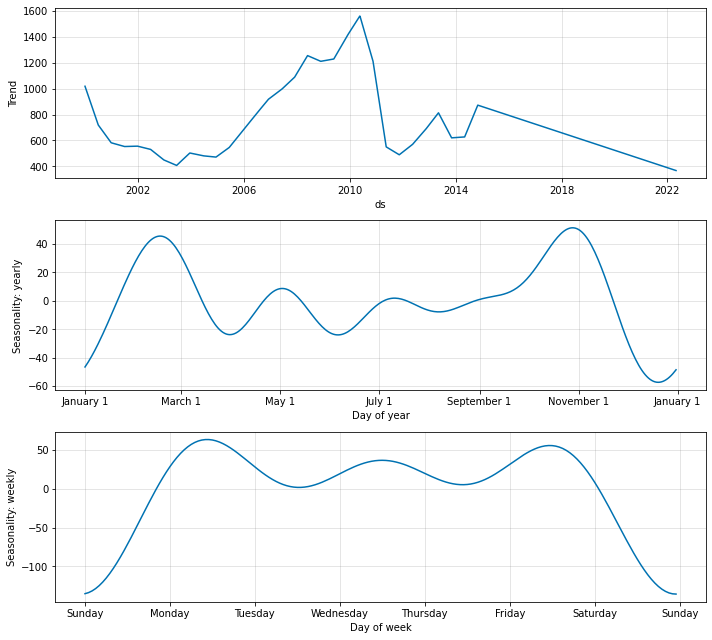 Trend
1600
1400
1200
1000
800
600
400
2002 2006 2010 2014 2018 2022
ds
Seasonality: yearly
40
20
0
−20
−40
−60
January 1 March 1 May 1 July 1 September 1 November 1 January 1
Day of year
Seasonality: weekly
50
0
−50
−100
Sunday Monday Tuesday Wednesday Thursday Friday Saturday Sunday
Day of week